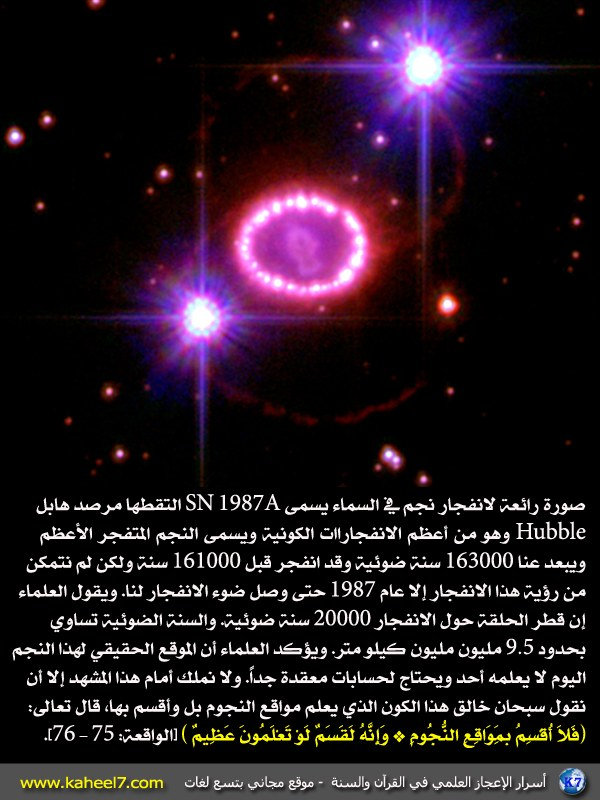 صورة رائعة لانفجار نجم في السماء يسمى SN 1987A التقطها مرصد هابل
Hubble وهو من أعظم الانفجارات الكونية ويسمى النجم المتفجر الأعظم
ويبعد عنا 163000 سنة ضوئية وقد انفجر قبل 161000 سنة ولكن لم نتمكن
من رؤية هذا الانفجار إلا عام 1987 حتى وصل ضوء الانفجار لنا. ويقول العلماء
إن قطر الحلقة حول الانفجار 20000 سنة ضوئية. والسنة الضوئية تساوي
بحدود 9.5 مليون مليون كيلو متر. ويؤكد العلماء أن الموقع الحقيقي لهذا النجم
اليوم لا يعلمه أحد ويحتاج لحسابات معقدة جداً. ولا نملك أمام هذا المشهد إلا أن
نقول سبحان خالق هذا الكون الذي يعلم مواقع النجوم بل وأقسم بها، قال تعالى:
(فَلَا أُقْسِمُ بِمَوَاقِعِ النُّجُومِ ❖ وَإِنَّهُ لَقَسَمٌ لَوْ تَعْلَمُونَ عَظِيمٌ) [الواقعة: 75 – 76].
K7 أسرار الإعجاز العلمي في القرآن والسنة - موقع مجاني بتسع لغات www.kaheel7.com